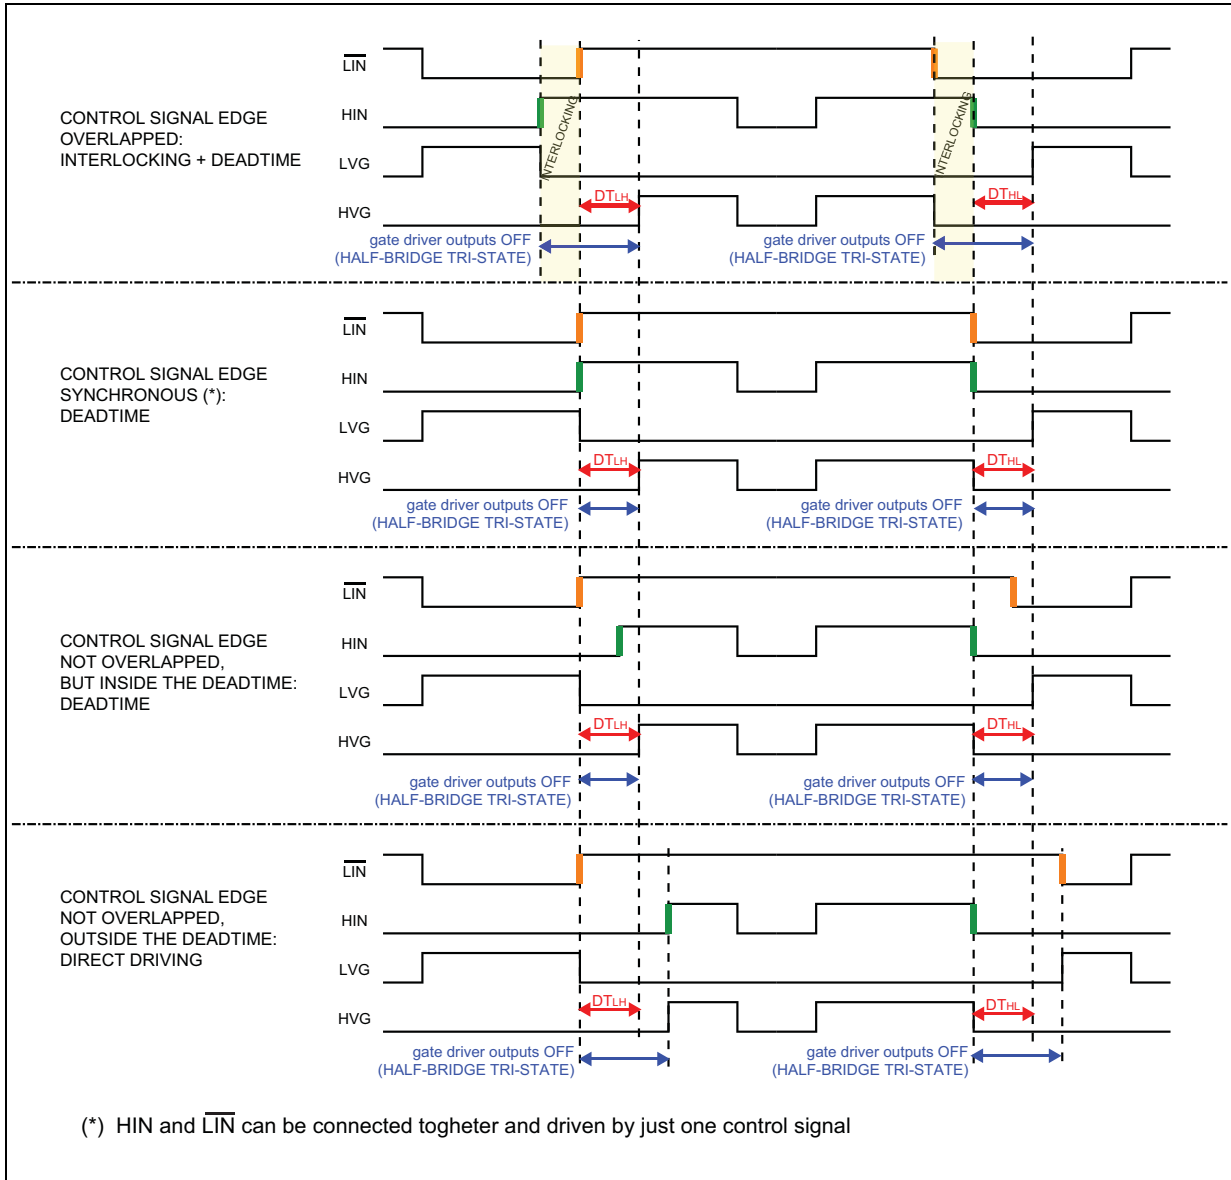 LIN
HIN
CONTROL SIGNAL EDGE
OVERLAPPED:
INTERLOCKING + DEADTIME
LVG
HVG
INTERLOCKING
INTERLOCKING
DTLH
DTHL
gate driver outputs OFF
(HALF-BRIDGE TRI-STATE)
gate driver outputs OFF
(HALF-BRIDGE TRI-STATE)
LIN
HIN
CONTROL SIGNAL EDGE
SYNCHRONOUS (*):
DEADTIME
LVG
HVG
DTLH
DTHL
gate driver outputs OFF
(HALF-BRIDGE TRI-STATE)
gate driver outputs OFF
(HALF-BRIDGE TRI-STATE)
LIN
HIN
CONTROL SIGNAL EDGE
NOT OVERLAPPED,
BUT INSIDE THE DEADTIME:
DEADTIME
LVG
HVG
DTLH
DTHL
gate driver outputs OFF
(HALF-BRIDGE TRI-STATE)
gate driver outputs OFF
(HALF-BRIDGE TRI-STATE)
LIN
HIN
CONTROL SIGNAL EDGE
NOT OVERLAPPED,
OUTSIDE THE DEADTIME:
DIRECT DRIVING
LVG
HVG
DTLH
DTHL
gate driver outputs OFF
(HALF-BRIDGE TRI-STATE)
gate driver outputs OFF
(HALF-BRIDGE TRI-STATE)
(*) HIN and LIN can be connected togheter and driven by just one control signal